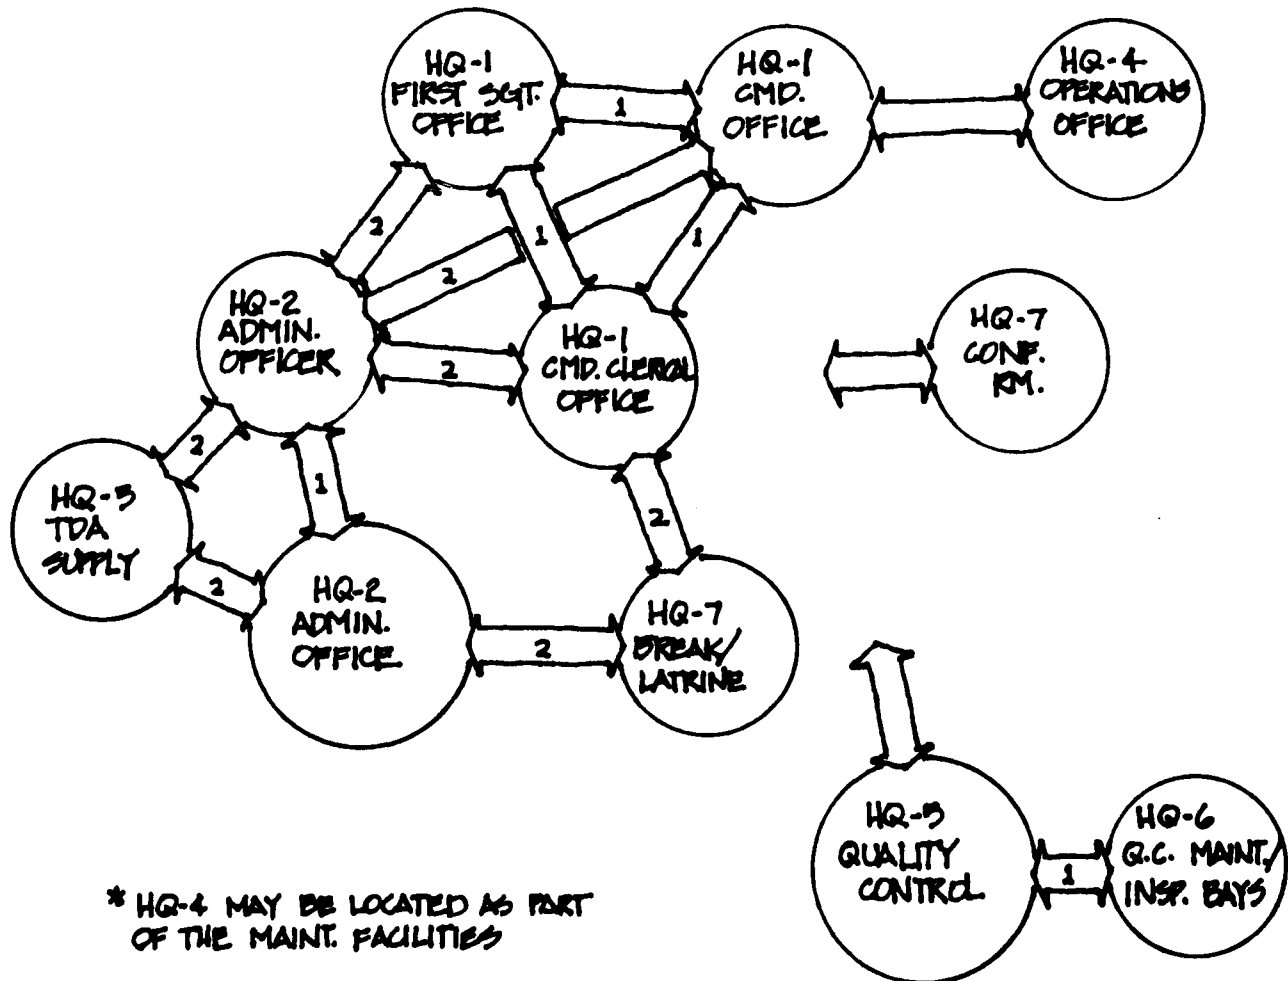 HQ-1
FIRST SGT.
OFFICE
1
HQ-1
CMD.
OFFICE
HQ-4
OPERATIONS
OFFICE
2
2
1
1
HQ-2
ADMIN.
OFFICER
2
HQ-1
CMD. CLERICAL
OFFICE
HQ-7
CONF.
RM.
2
1
2
HQ-3
TDA
SUPPLY
2
HQ-2
ADMIN.
OFFICE
2
HQ-7
BREAK/
LATRINE
HQ-5
QUALITY
CONTROL
1
HQ-6
Q.C. MAINT./
INSP. BAYS
* HQ-4 MAY BE LOCATED AS PART
OF THE MAINT. FACILITIES